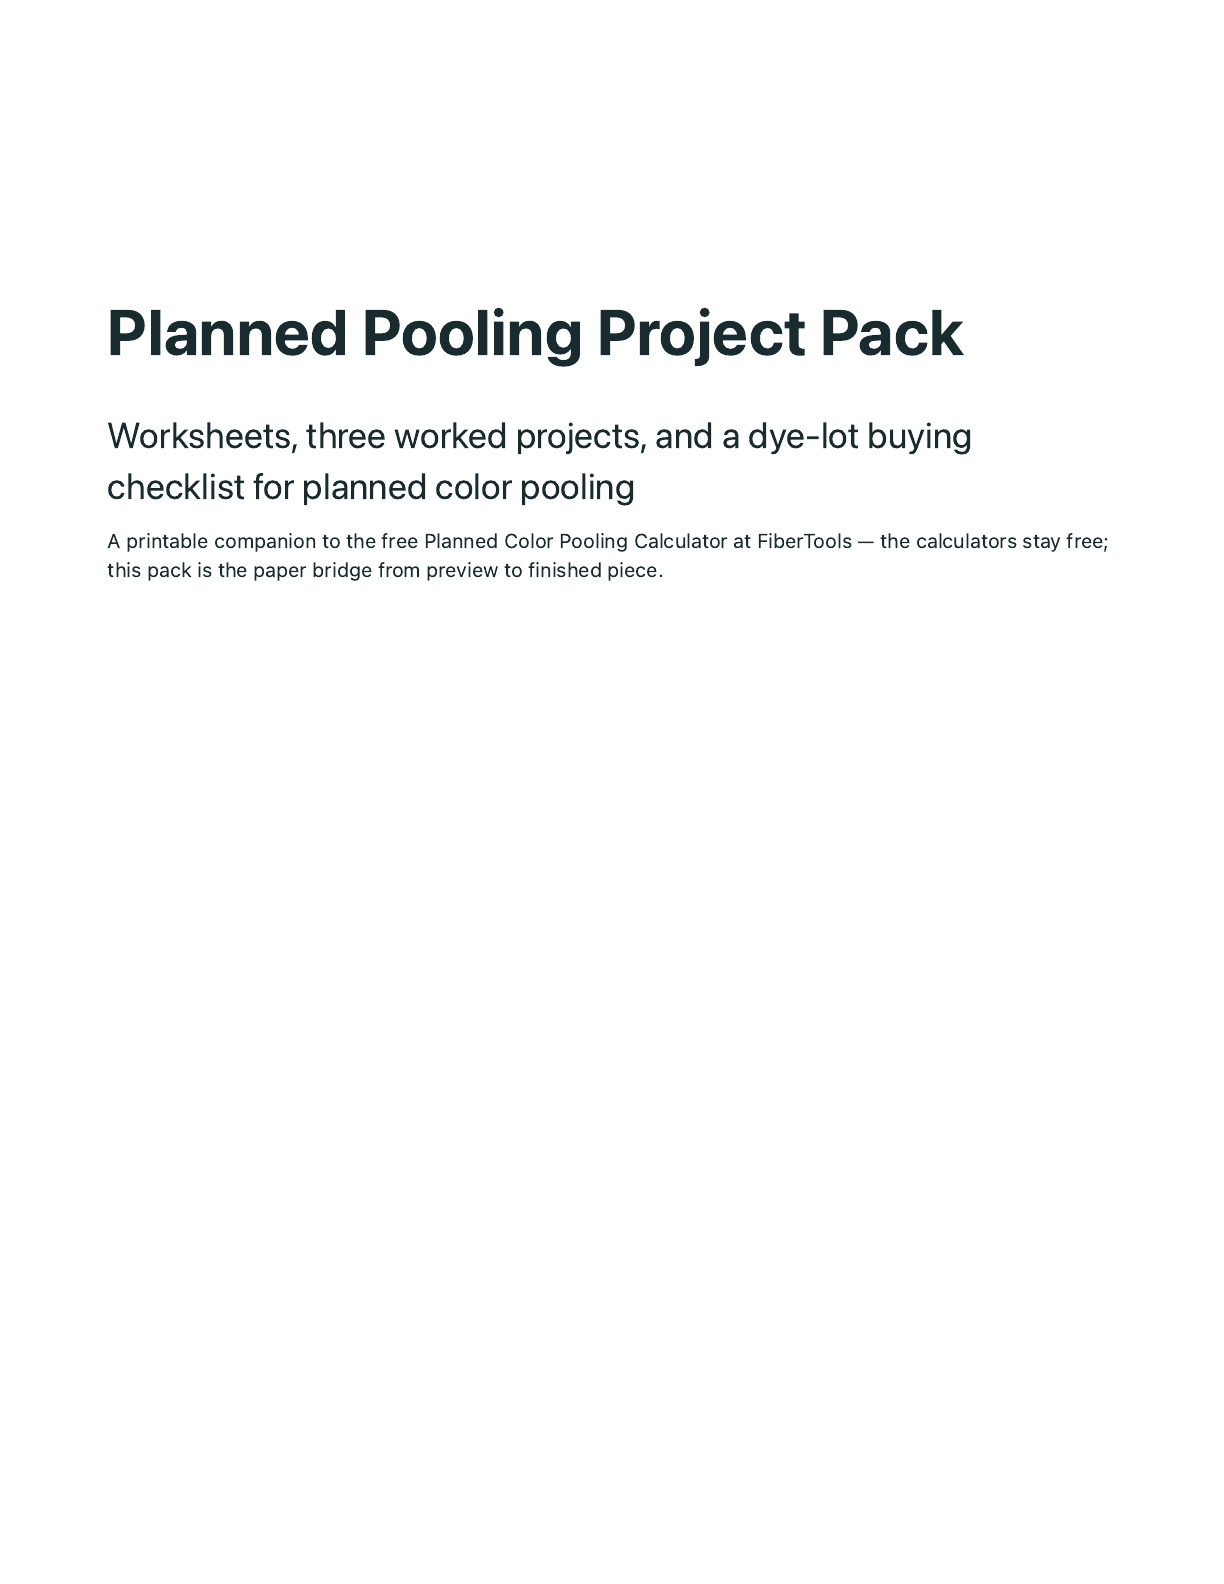 Planned Pooling Project Pack
Worksheets, three worked projects, and a dye-lot buying
checklist for planned color pooling
A printable companion to the free Planned Color Pooling Calculator at FiberTools — the calculators stay free;
this pack is the paper bridge from preview to finished piece.